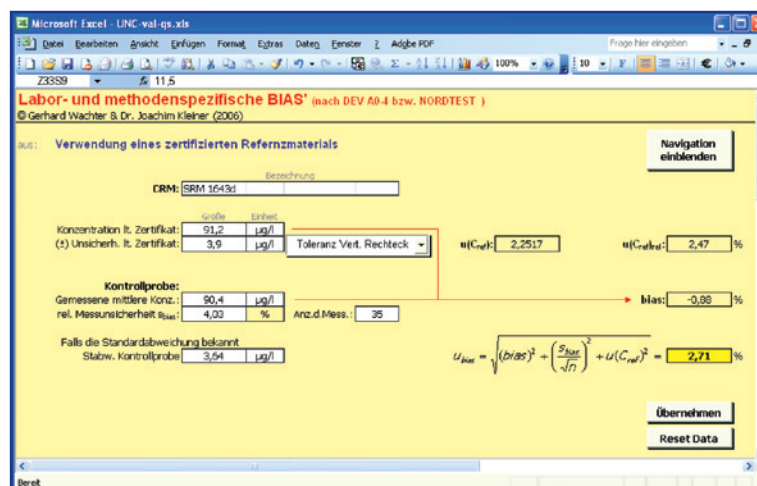 Microsoft Excel - UNC-val-qs.xls
Datei Bearbeiten Ansicht Einfügen Format Extras Daten Fenster ? Adobe PDF Frage hier eingeben
100% 10 F €
Z33S9 fx 11,5
Labor- und methodenspezifische BIAS' (nach DEV A0-4 bzw. NORDTEST )
© Gerhard Wachter & Dr. Joachim Kleiner (2006)
aus: Verwendung eines zertifizierten Refernzmaterials
Navigation einblenden
Bezeichnung
CRM: SRM 1643d
Größe Einheit
Konzentration lt. Zertifikat: 91,2 µg/l
(±) Unsicherh. lt. Zertifikat: 3,9 µg/l Toleranz Vert. Rechteck u(Cref): 2,2517 u(Cref)rel: 2,47 %
Kontrollprobe:
Gemessene mittlere Konz.: 90,4 µg/l bias: -0,88 %
rel. Messunsicherheit sbias: 4,03 % Anz.d.Mess.: 35
Falls die Standardabweichung bekannt
Stabw. Kontrollprobe 3,64 µg/l
ubias = √((bias)² + (sbias/√n)² + u(Cref)²) = 2,71 %
Übernehmen
Reset Data
Bereit